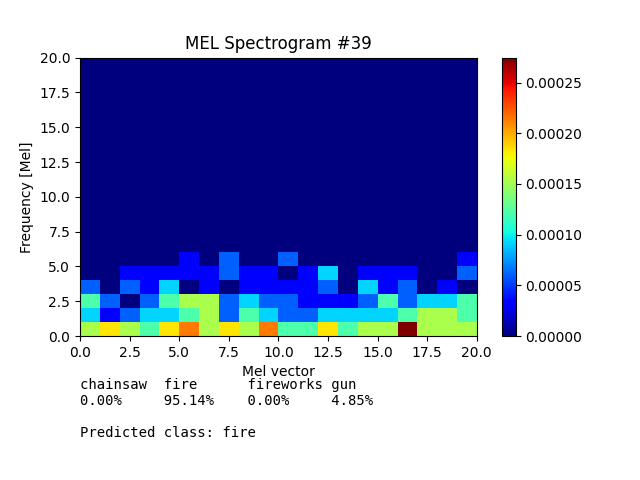 MEL Spectrogram #39
20.0
17.5
15.0
12.5
10.0
7.5
5.0
2.5
0.0
Frequency [Mel]
0.0 2.5 5.0 7.5 10.0 12.5 15.0 17.5 20.0
Mel vector
0.00025
0.00020
0.00015
0.00010
0.00005
0.00000
chainsaw fire fireworks gun
0.00% 95.14% 0.00% 4.85%
Predicted class: fire